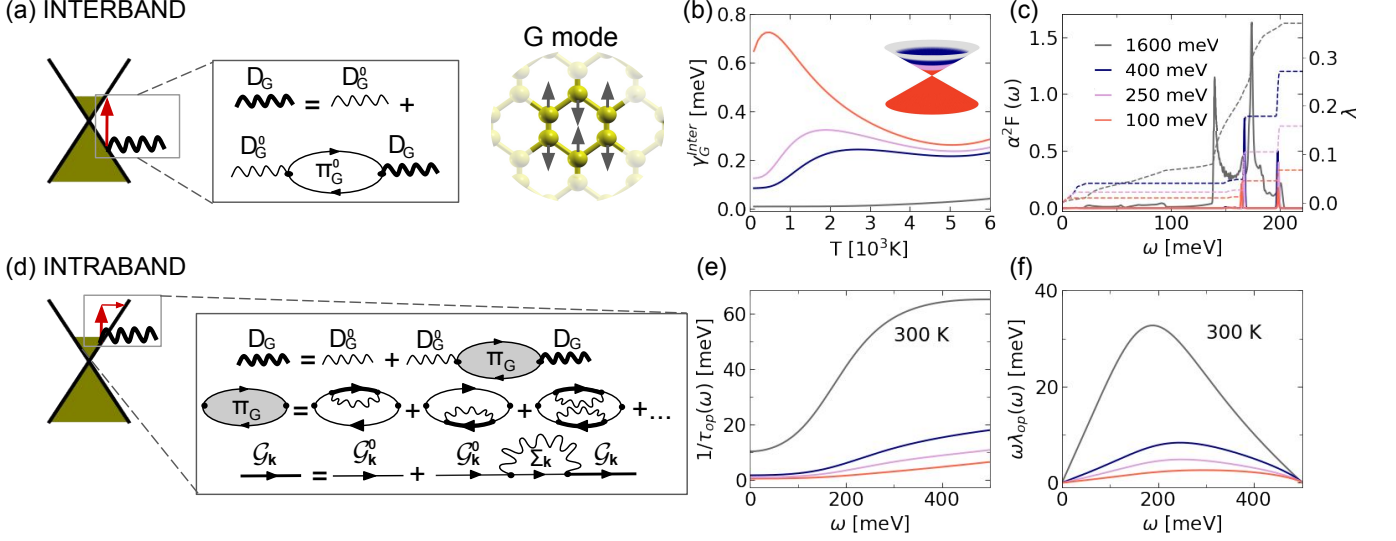 (a) INTERBAND
D_G = D_G^0 +
D_G^0 π_G^0 D_G
G mode
(b)
0.8
0.6
0.4
0.2
0.0
γ_G^Inter [meV]
0 1 2 3 4 5 6
T [10³K]
(c)
1.5
1.0
0.5
0.0
α²F (ω)
1600 meV
400 meV
250 meV
100 meV
0.3
0.2
0.1
0.0
λ
0 100 200
ω [meV]
(d) INTRABAND
D_G = D_G^0 + D_G^0 π_G D_G
π_G = + + +...
𝒢_k = 𝒢_k^0 + 𝒢_k^0 Σ_k 𝒢_k
(e)
60
40
20
0
1/τ_op(ω) [meV]
300 K
0 200 400
ω [meV]
(f)
40
20
0
ωλ_op(ω) [meV]
300 K
0 200 400
ω [meV]